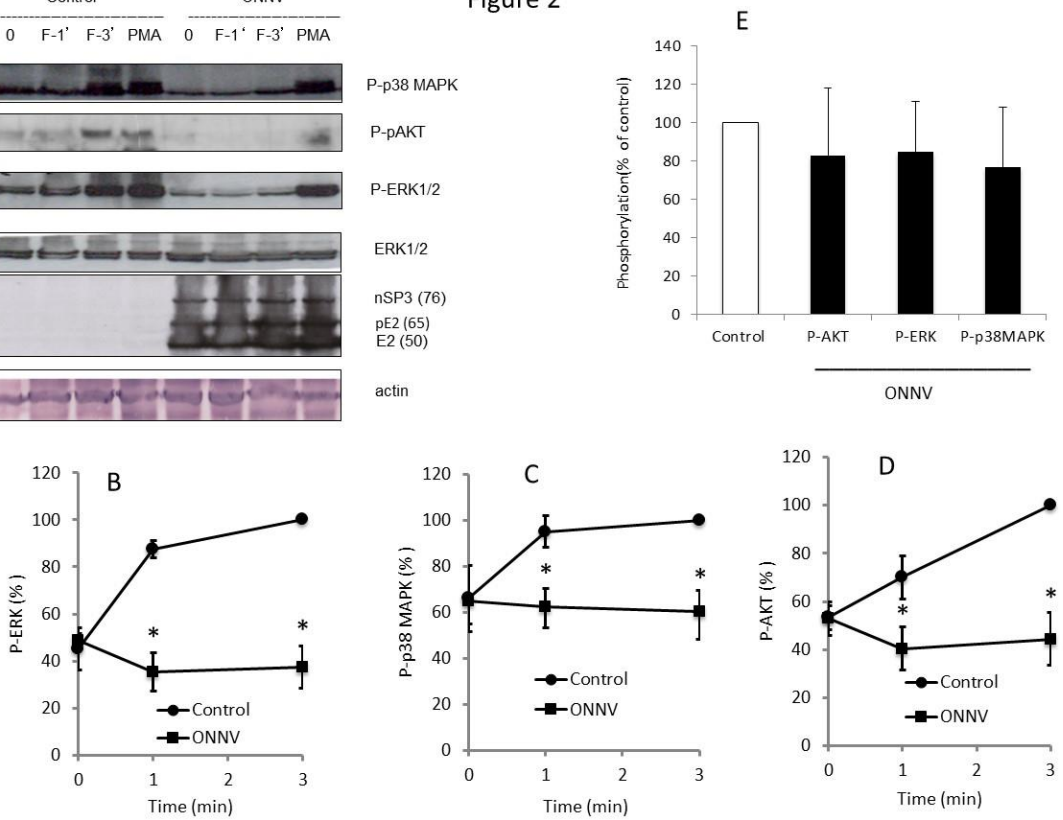 Figure 2
0 F-1' F-3' PMA 0 F-1' F-3' PMA
P-p38 MAPK
P-pAKT
P-ERK1/2
ERK1/2
nSP3 (76)
pE2 (65)
E2 (50)
actin
E
Phosphorylation(% of control)
140
120
100
80
60
40
20
0
Control P-AKT P-ERK P-p38MAPK
ONNV
B
P-ERK (% )
120
100
80
60
40
20
0
* *
Control
ONNV
0 1 2 3
Time (min)
C
P-p38 MAPK (% )
120
100
80
60
40
20
0
* *
Control
ONNV
0 1 2 3
Time (min)
D
P-AKT (% )
120
100
80
60
40
20
0
* *
Control
ONNV
0 1 2 3
Time (min)